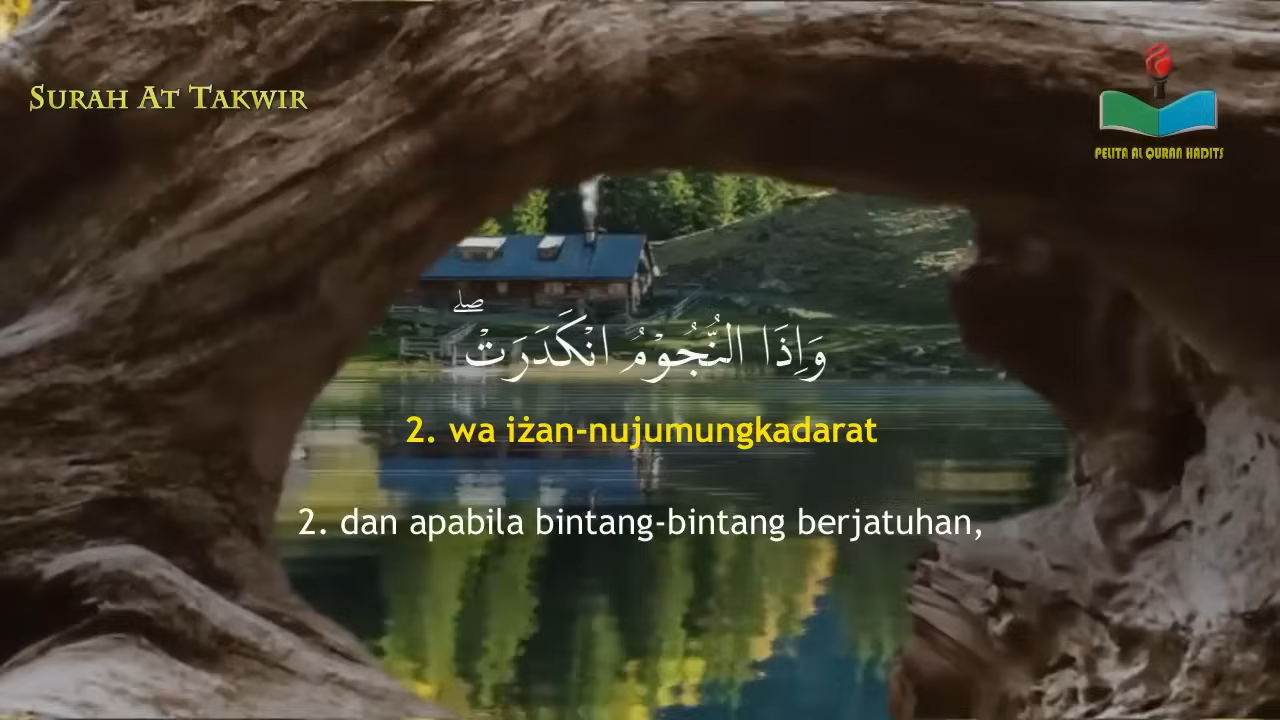 SURAH AT TAKWIR
PELITA AL QURAN HADITS
وَاِذَا النُّجُوْمُ انْكَدَرَتْۖ
2. wa iżan-nujumungkadarat
2. dan apabila bintang-bintang berjatuhan,